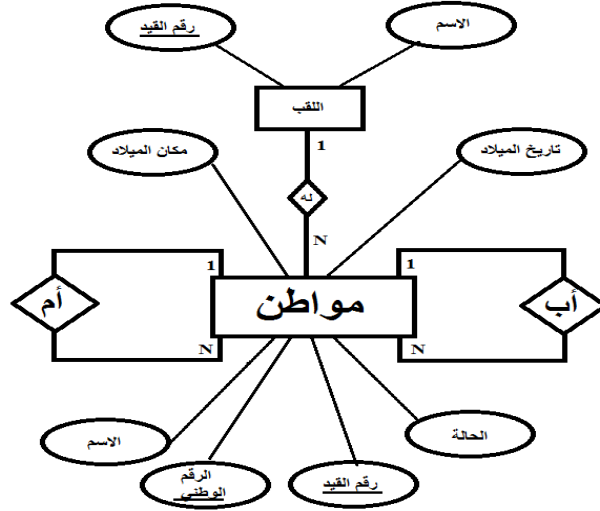 الاسم
رقم القيد
اللقب
1
مكان الميلاد
تاريخ الميلاد
له
N
1
1
أب
مواطن
أم
N
N
الحالة
الاسم
رقم القيد
الرقم
الوطني